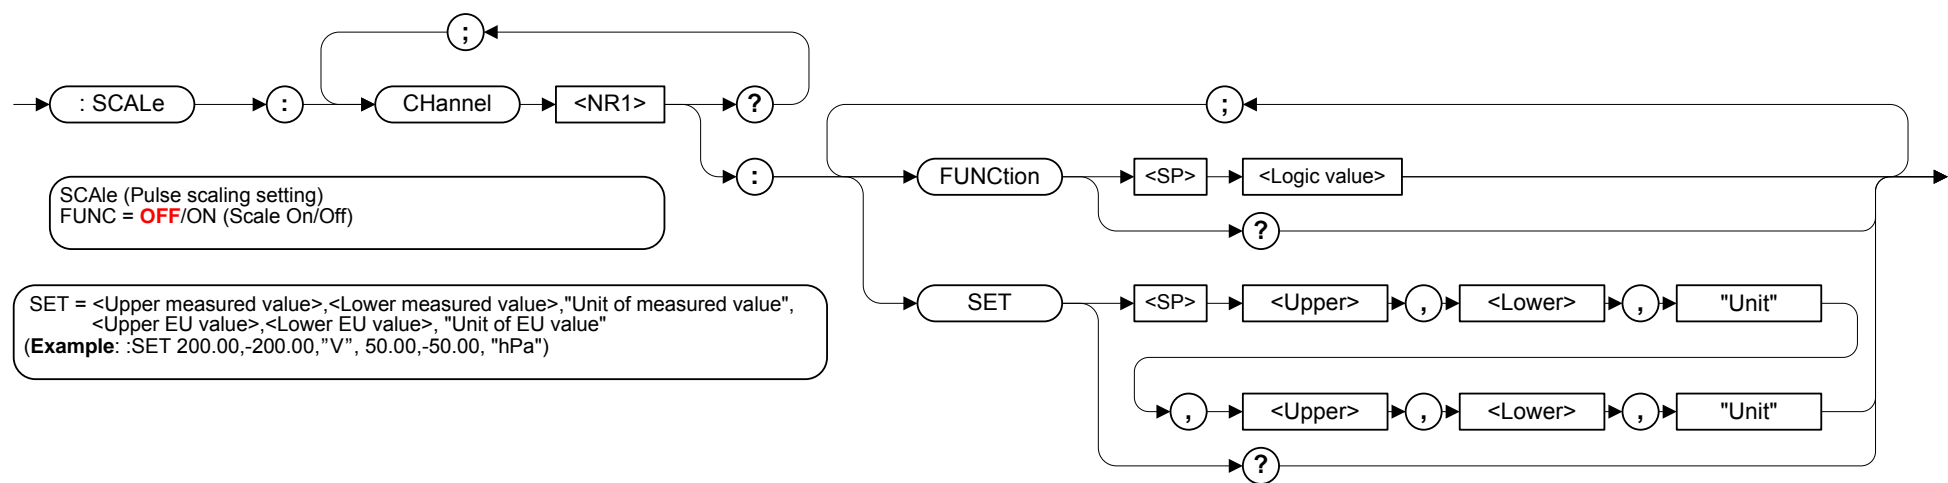 ;
: SCALe : CHannel <NR1> ?
;
: FUNCtion <SP> <Logic value>
?
SCAle (Pulse scaling setting)
FUNC = OFF/ON (Scale On/Off)
SET = <Upper measured value>,<Lower measured value>,"Unit of measured value",
<Upper EU value>,<Lower EU value>, "Unit of EU value"
(Example: :SET 200.00,-200.00,”V”, 50.00,-50.00, "hPa")
SET <SP> <Upper> , <Lower> , "Unit"
, <Upper> , <Lower> , "Unit"
?